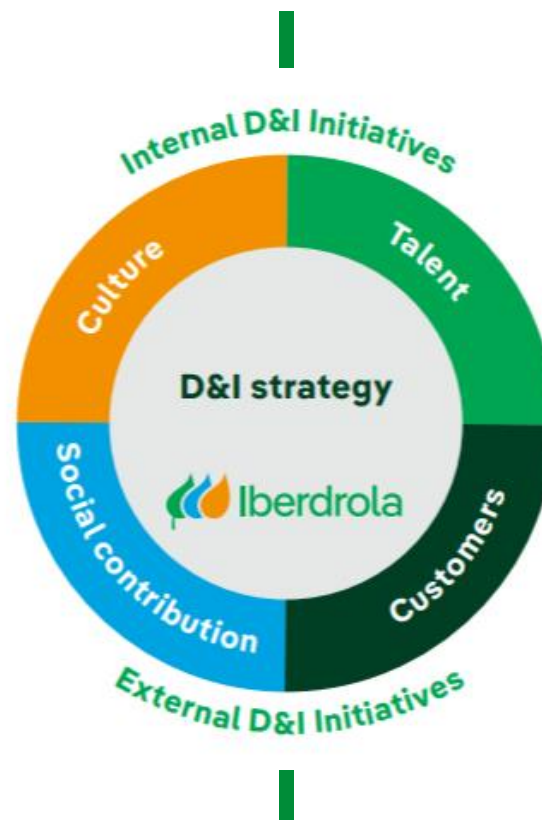 Internal D&I Initiatives
Culture
Talent
D&I strategy
Iberdrola
Social contribution
Customers
External D&I Initiatives